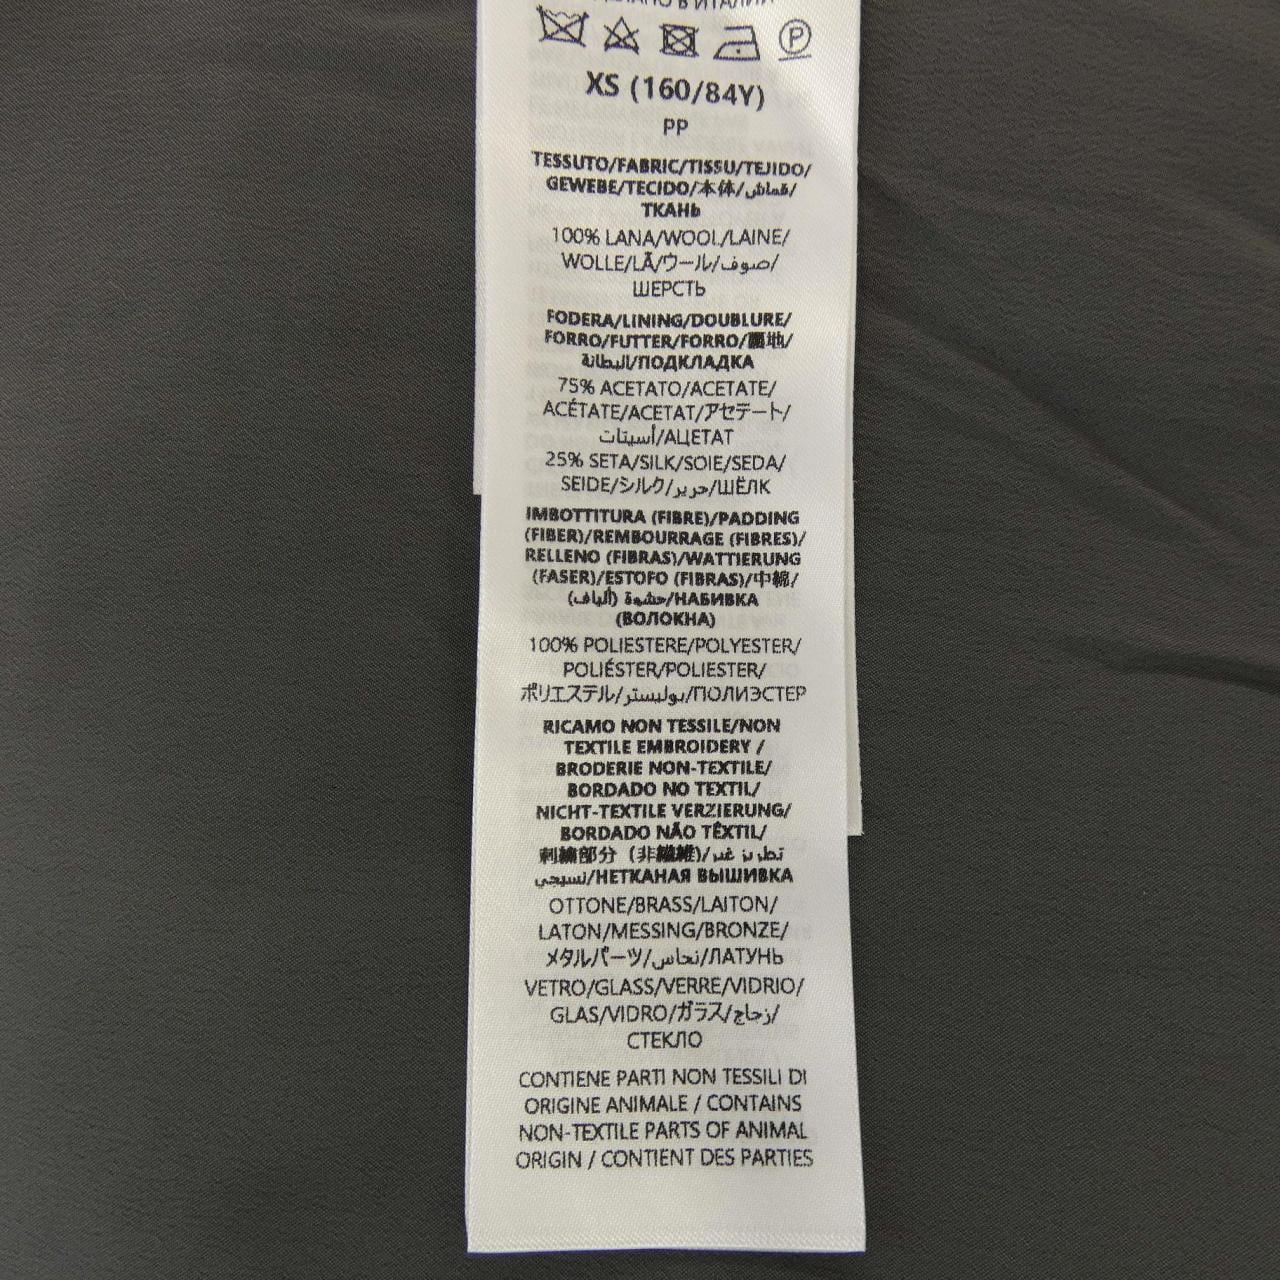 В ИТАЛИИ
P
XS (160/84Y)
PP
TESSUTO/FABRIC/TISSU/TEJIDO/
GEWEBE/TECIDO/本体/قماش/
ТКАНЬ
100% LANA/WOOL/LAINE/
WOLLE/LÃ/ウール/صوف/
ШЕРСТЬ
FODERA/LINING/DOUBLURE/
FORRO/FUTTER/FORRO/裏地/
البطانة/ПОДКЛАДКА
75% ACETATO/ACETATE/
ACÉTATE/ACETAT/アセテート/
أسيتات/АЦЕТАТ
25% SETA/SILK/SOIE/SEDA/
SEIDE/シルク/حرير/ШЁЛК
IMBOTTITURA (FIBRE)/PADDING
(FIBER)/REMBOURRAGE (FIBRES)/
RELLENO (FIBRAS)/WATTIERUNG
(FASER)/ESTOFO (FIBRAS)/中綿/
حشوة (ألياف)/НАБИВКА
(ВОЛОКНА)
100% POLIESTERE/POLYESTER/
POLIÉSTER/POLIESTER/
ポリエステル/بوليستر/ПОЛИЭСТЕР
RICAMO NON TESSILE/NON
TEXTILE EMBROIDERY /
BRODERIE NON-TEXTILE/
BORDADO NO TEXTIL/
NICHT-TEXTILE VERZIERUNG/
BORDADO NÃO TÊXTIL/
刺繍部分 (非繊維)/تطريز غير
نسيجي/НЕТКАНАЯ ВЫШИВКА
OTTONE/BRASS/LAITON/
LATON/MESSING/BRONZE/
メタルパーツ/نحاس/ЛАТУНЬ
VETRO/GLASS/VERRE/VIDRIO/
GLAS/VIDRO/ガラス/زجاج/
СТЕКЛО
CONTIENE PARTI NON TESSILI DI
ORIGINE ANIMALE / CONTAINS
NON-TEXTILE PARTS OF ANIMAL
ORIGIN / CONTIENT DES PARTIES